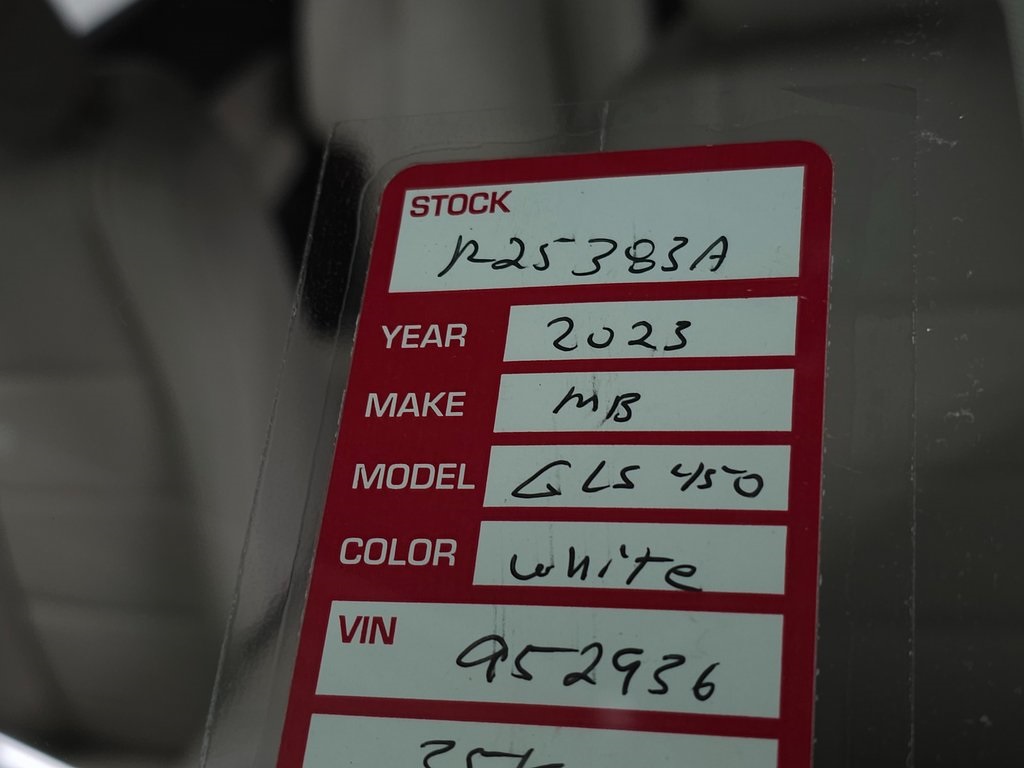 STOCK
R25383A
YEAR 2023
MAKE MB
MODEL GLS 450
COLOR white
VIN
952936